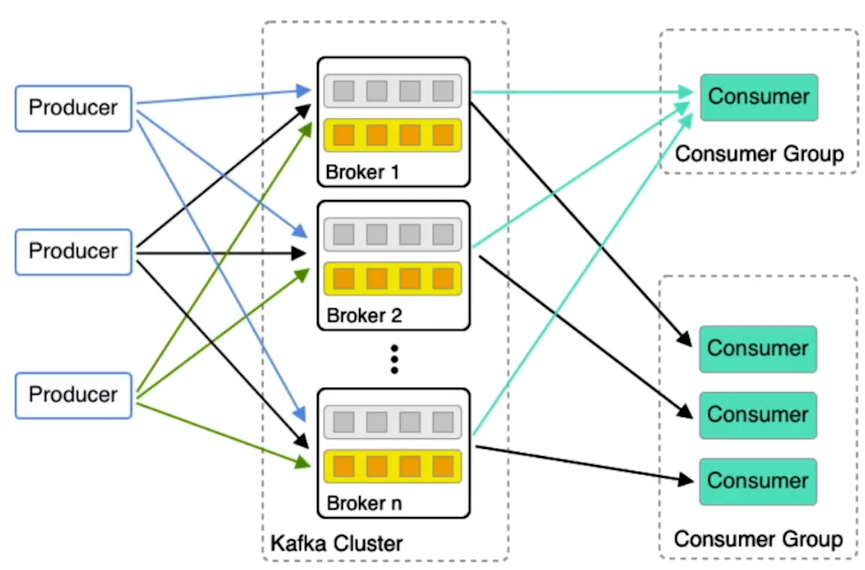 Producer
Producer
Producer
Broker 1
Broker 2
Broker n
Kafka Cluster
Consumer
Consumer Group
Consumer
Consumer
Consumer
Consumer Group